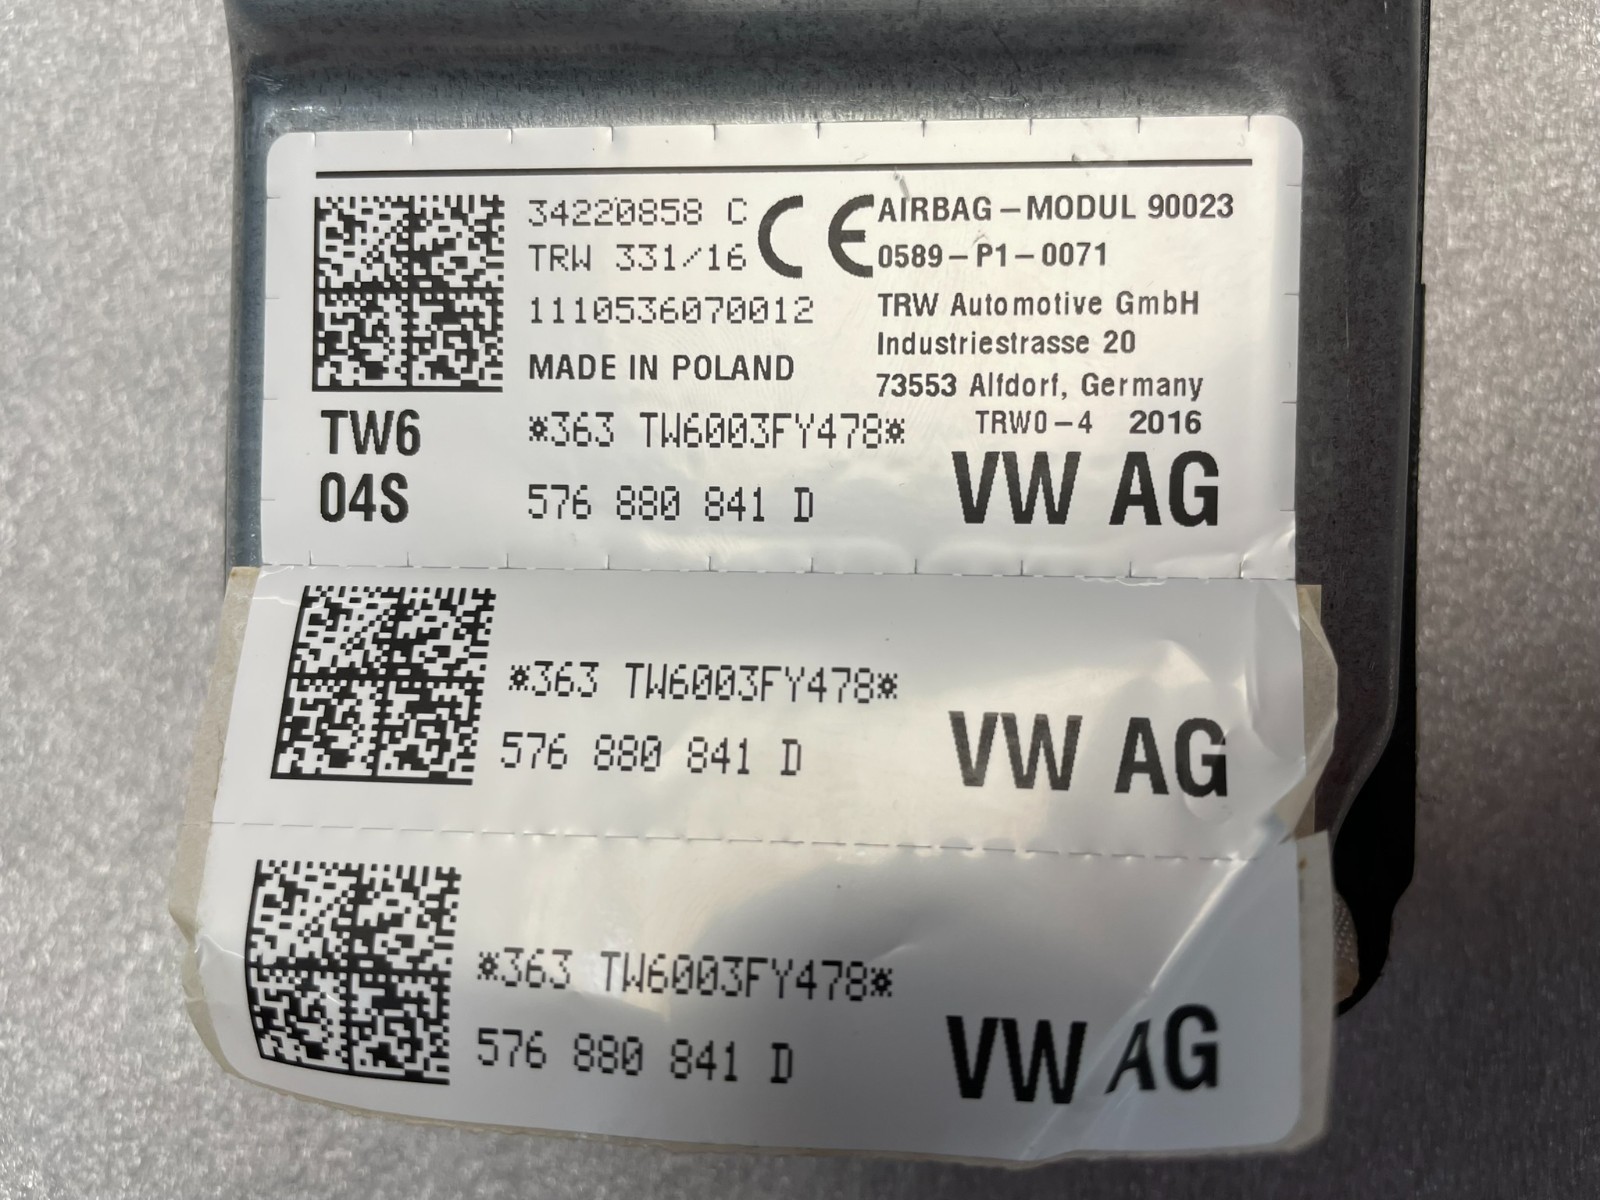 34220858 C
TRW 331/16
1110536070012
MADE IN POLAND
CE
AIRBAG-MODUL 90023
0589-P1-0071
TRW Automotive GmbH
Industriestrasse 20
73553 Alfdorf, Germany
TRW0-4 2016
TW6
04S
*363 TW6003FY478*
576 880 841 D
VW AG
*363 TW6003FY478*
576 880 841 D
VW AG
*363 TW6003FY478*
576 880 841 D
VW AG